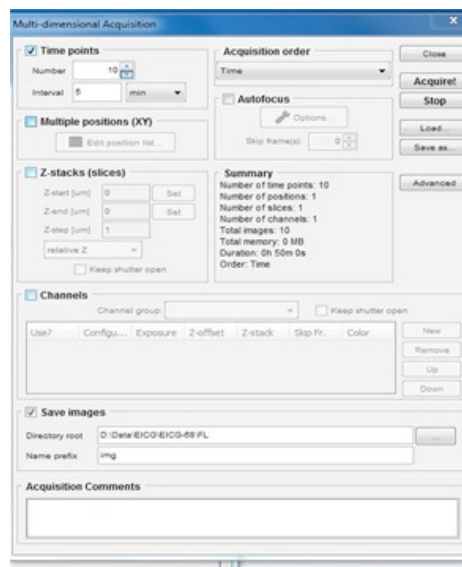 Multi-dimensional Acquisition
Time points
Number 10
Interval 5 min
Multiple positions (XY)
Edit position list...
Z-stacks (slices)
Z-start [um] 0 Set
Z-end [um] 0 Set
Z-step [um] 1
relative Z
Keep shutter open
Acquisition order
Time
Autofocus
Options...
Skip frame(s): 0
Summary
Number of time points: 10
Number of positions: 1
Number of slices: 1
Number of channels: 1
Total images: 10
Total memory: 0 MB
Duration: 0h 50m 0s
Order: Time
Close
Acquire!
Stop
Load...
Save as...
Advanced
Channels
Channel group: Keep shutter open
Use? Configu... Exposure Z-offset Z-stack Skip Fr. Color
New
Remove
Up
Down
Save images
Directory root D:\Data\EICG\EICG-68\FL
...
Name prefix img
Acquisition Comments